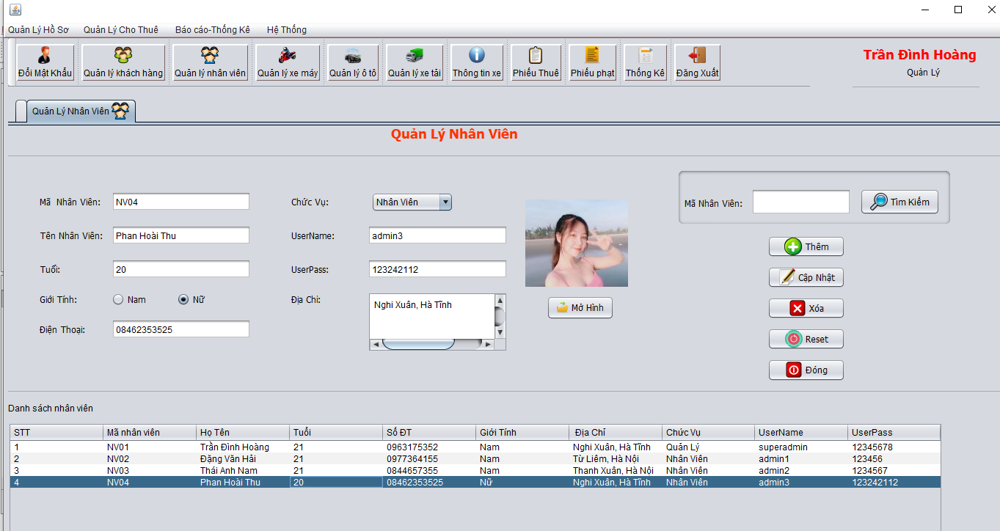 Quản Lý Hồ Sơ Quản Lý Cho Thuê Báo cáo-Thống Kê Hệ Thống
Đổi Mật Khẩu Quản lý khách hàng Quản lý nhân viên Quản lý xe máy Quản lý ô tô Quản lý xe tải Thông tin xe Phiếu Thuê Phiếu phạt Thống Kê Đăng Xuất
Trần Đình Hoàng
Quản Lý
Quản Lý Nhân Viên
Quản Lý Nhân Viên
Mã Nhân Viên: NV04 Chức Vụ: Nhân Viên
Mã Nhân Viên: Tìm Kiếm
Tên Nhân Viên: Phan Hoài Thu UserName: admin3
Thêm
Tuổi: 20 UserPass: 123242112
Cập Nhật
Giới Tính: Nam Nữ Địa Chỉ: Nghi Xuân, Hà Tĩnh
Mở Hình
Xóa
Điện Thoại: 08462353525
Reset
Đóng
Danh sách nhân viên
STT Mã nhân viên Họ Tên Tuổi Số ĐT Giới Tính Địa Chỉ Chức Vụ UserName UserPass
1 NV01 Trần Đình Hoàng 21 0963175352 Nam Nghi Xuân, Hà Tĩnh Quản Lý superadmin 12345678
2 NV02 Đặng Văn Hải 21 0977364155 Nam Từ Liêm, Hà Nội Nhân Viên admin1 123456
3 NV03 Thái Anh Nam 21 0844657355 Nam Thanh Xuân, Hà Nội Nhân Viên admin2 1234567
4 NV04 Phan Hoài Thu 20 08462353525 Nữ Nghi Xuân, Hà Tĩnh Nhân Viên admin3 123242112